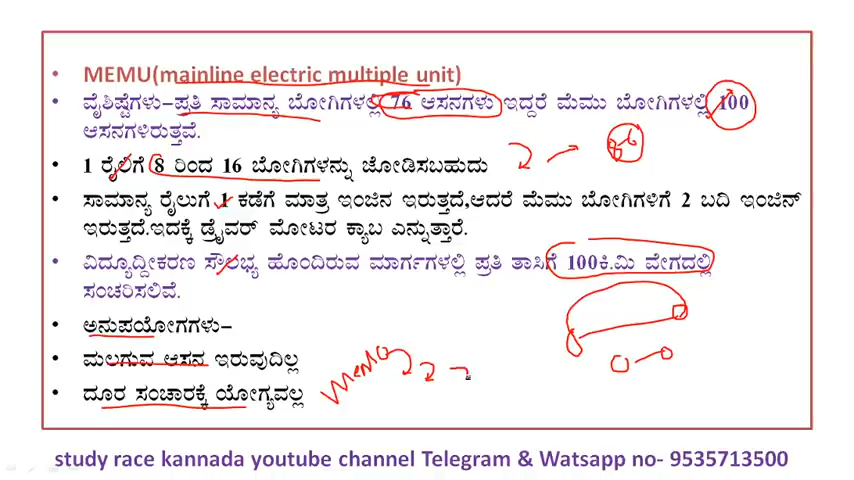 MEMU(mainline electric multiple unit)
ವೈಶಿಷ್ಟೆಗಳು–ಪ್ರತಿ ಸಾಮಾನ್ಯ ಬೋಗಿಗಳಲ್ಲಿ 76 ಆಸನಗಳು ಇದ್ದರೆ ಮೆಮು ಬೋಗಿಗಳಲ್ಲಿ 100
ಆಸನಗಳಿರುತ್ತವೆ.
1 ರೈಲಿಗೆ 8 ರಿಂದ 16 ಬೋಗಿಗಳನ್ನು ಜೋಡಿಸಬಹುದು
ಸಾಮಾನ್ಯ ರೈಲುಗೆ 1 ಕಡೆಗೆ ಮಾತ್ರ ಇಂಜಿನ ಇರುತ್ತದೆ,ಆದರೆ ಮೆಮು ಬೋಗಿಗಳಿಗೆ 2 ಬದಿ ಇಂಜಿನ್
ಇರುತ್ತದೆ.ಇದಕ್ಕೆ ಡ್ರೈವರ್ ಮೋಟರ ಕ್ಯಾಬ ಎನ್ನುತ್ತಾರೆ.
ವಿದ್ಯೂದ್ದೀಕರಣ ಸೌಲಭ್ಯ ಹೊಂದಿರುವ ಮಾರ್ಗಗಳಲ್ಲಿ ಪ್ರತಿ ತಾಸಿಗೆ 100ಕಿ.ಮಿ ವೇಗದಲ್ಲಿ
ಸಂಚರಿಸಲಿವೆ.
ಅನುಪಯೋಗಗಳು–
ಮಲಗುವ ಆಸನ ಇರುವುದಿಲ್ಲ
ದೂರ ಸಂಚಾರಕ್ಕೆ ಯೋಗ್ಯವಲ್ಲ
MEMU
study race kannada youtube channel Telegram & Watsapp no- 9535713500